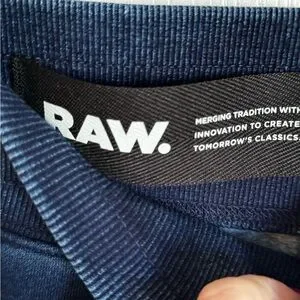 RAW.
MERGING TRADITION WITH
INNOVATION TO CREATE
TOMORROW'S CLASSICS.